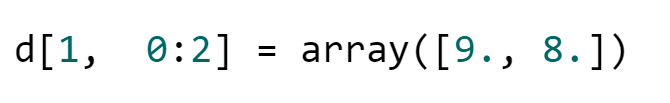 d[1,  0:2] = array([9., 8.])